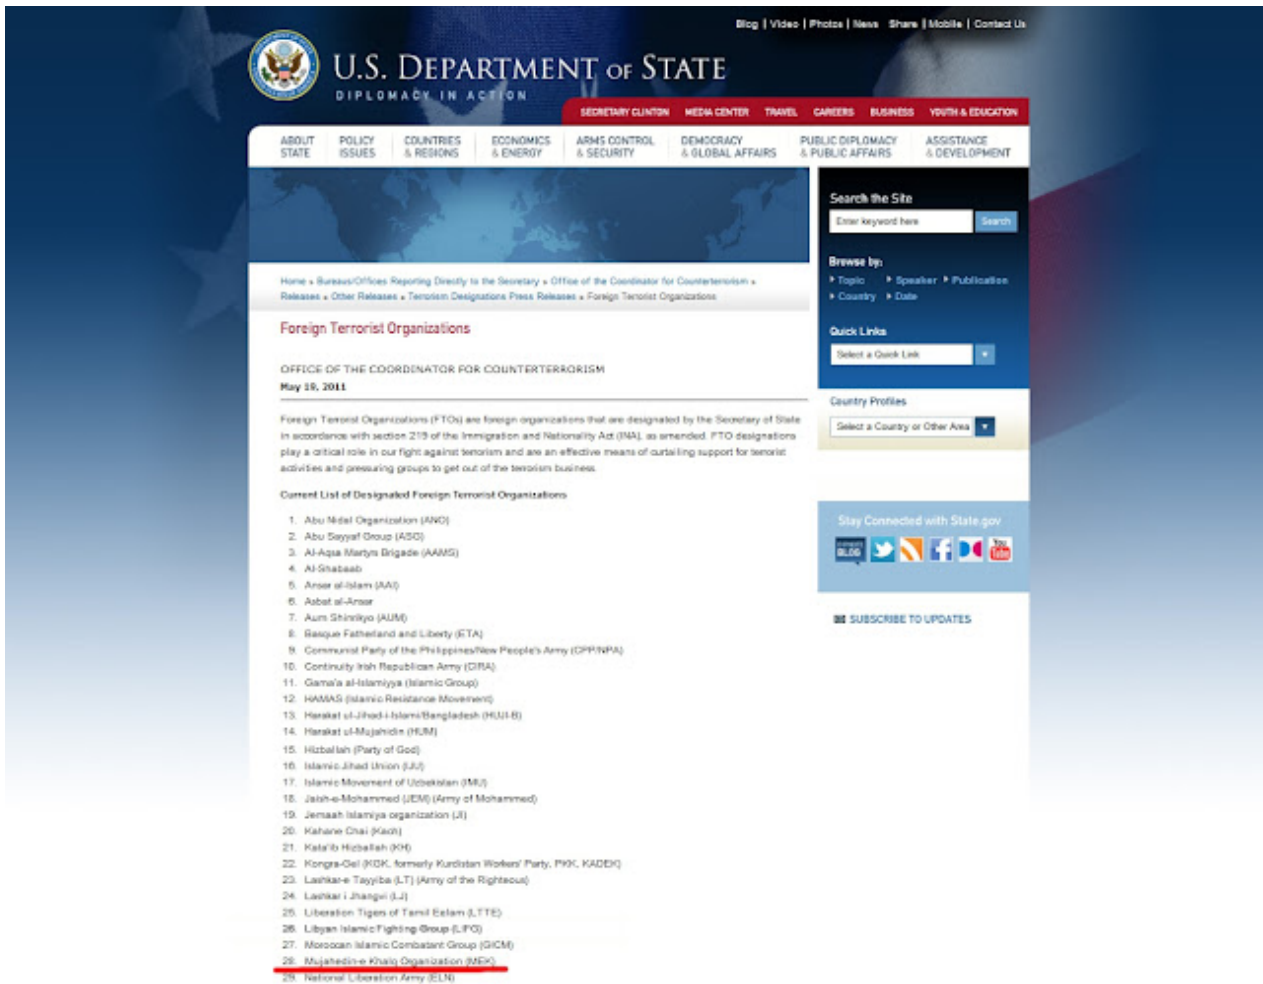 Blog | Video | Photos | News Share | Mobile | Contact Us
U.S. DEPARTMENT OF STATE
DIPLOMACY IN ACTION
SECRETARY CLINTON MEDIA CENTER TRAVEL CAREERS BUSINESS YOUTH & EDUCATION
ABOUT STATE
POLICY ISSUES
COUNTRIES & REGIONS
ECONOMICS & ENERGY
ARMS CONTROL & SECURITY
DEMOCRACY & GLOBAL AFFAIRS
PUBLIC DIPLOMACY & PUBLIC AFFAIRS
ASSISTANCE & DEVELOPMENT
Home » Bureaus/Offices Reporting Directly to the Secretary » Office of the Coordinator for Counterterrorism »
Releases » Other Releases » Terrorism Designations Press Releases » Foreign Terrorist Organizations
Foreign Terrorist Organizations
OFFICE OF THE COORDINATOR FOR COUNTERTERRORISM
May 19, 2011
Foreign Terrorist Organizations (FTOs) are foreign organizations that are designated by the Secretary of State
in accordance with section 219 of the Immigration and Nationality Act (INA), as amended. FTO designations
play a critical role in our fight against terrorism and are an effective means of curtailing support for terrorist
activities and pressuring groups to get out of the terrorism business.
Current List of Designated Foreign Terrorist Organizations
1. Abu Nidal Organization (ANO)
2. Abu Sayyaf Group (ASG)
3. Al-Aqsa Martyrs Brigade (AAMS)
4. Al-Shabaab
5. Ansar al-Islam (AAI)
6. Asbat al-Ansar
7. Aum Shinrikyo (AUM)
8. Basque Fatherland and Liberty (ETA)
9. Communist Party of the Philippines/New People's Army (CPP/NPA)
10. Continuity Irish Republican Army (CIRA)
11. Gama'a al-Islamiyya (Islamic Group)
12. HAMAS (Islamic Resistance Movement)
13. Harakat ul-Jihad-i-Islami/Bangladesh (HUJI-B)
14. Harakat ul-Mujahidin (HUM)
15. Hizballah (Party of God)
16. Islamic Jihad Union (IJU)
17. Islamic Movement of Uzbekistan (IMU)
18. Jaish-e-Mohammed (JEM) (Army of Mohammed)
19. Jemaah Islamiya organization (JI)
20. Kahane Chai (Kach)
21. Kata'ib Hizballah (KH)
22. Kongra-Gel (KGK, formerly Kurdistan Workers' Party, PKK, KADEK)
23. Lashkar-e Tayyiba (LT) (Army of the Righteous)
24. Lashkar i Jhangvi (LJ)
25. Liberation Tigers of Tamil Eelam (LTTE)
26. Libyan Islamic Fighting Group (LIFG)
27. Moroccan Islamic Combatant Group (GICM)
28. Mujahedin-e Khalq Organization (MEK)
29. National Liberation Army (ELN)
Search the Site
Enter keyword here
Search
Browse by:
Topic Speaker Publication
Country Date
Quick Links
Select a Quick Link
Country Profiles
Select a Country or Other Area
Stay Connected with State.gov
BLOG
You Tube
SUBSCRIBE TO UPDATES